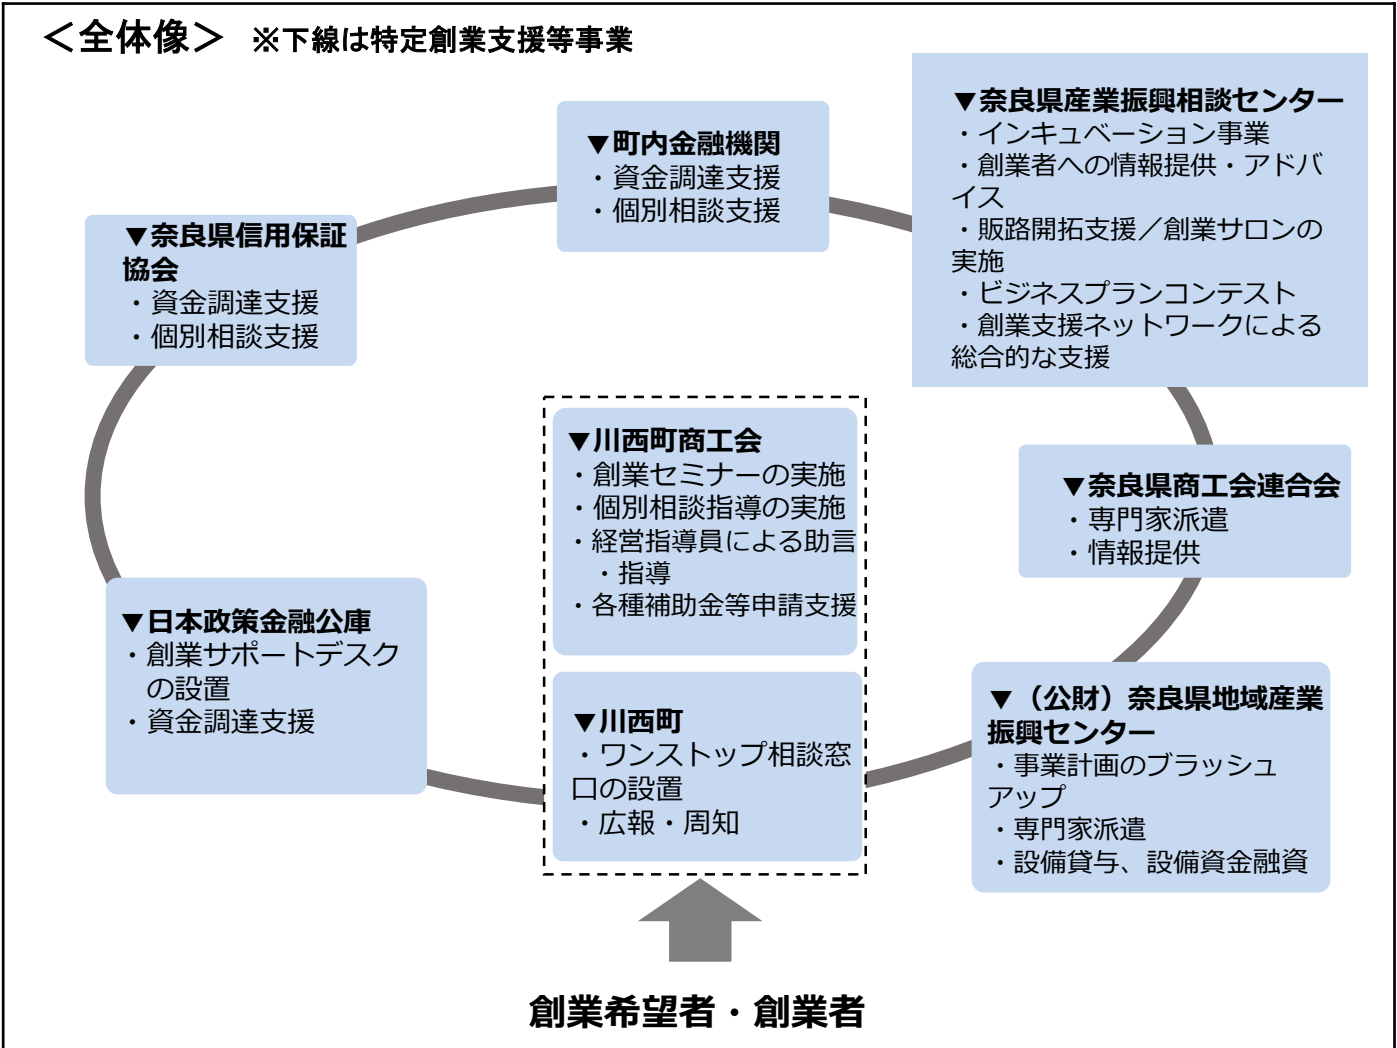 ＜全体像＞ ※下線は特定創業支援等事業
▼町内金融機関
・資金調達支援
・個別相談支援
▼奈良県産業振興相談センター
・インキュベーション事業
・創業者への情報提供・アドバ
イス
・販路開拓支援／創業サロンの
実施
・ビジネスプランコンテスト
・創業支援ネットワークによる
総合的な支援
▼奈良県信用保証
協会
・資金調達支援
・個別相談支援
▼川西町商工会
・創業セミナーの実施
・個別相談指導の実施
・経営指導員による助言
・指導
・各種補助金等申請支援
▼奈良県商工会連合会
・専門家派遣
・情報提供
▼日本政策金融公庫
・創業サポートデスク
の設置
・資金調達支援
▼川西町
・ワンストップ相談窓
口の設置
・広報・周知
▼（公財）奈良県地域産業
振興センター
・事業計画のブラッシュ
アップ
・専門家派遣
・設備貸与、設備資金融資
創業希望者・創業者